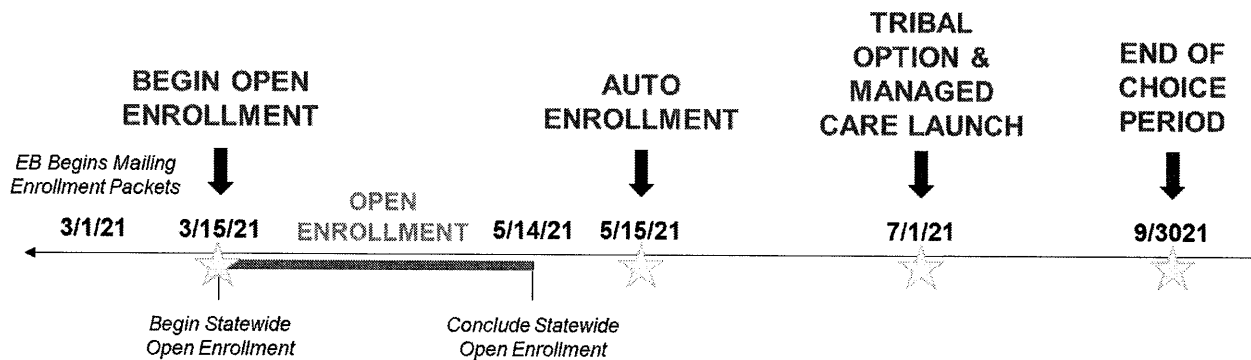 BEGIN OPEN
ENROLLMENT
AUTO
ENROLLMENT
TRIBAL
OPTION &
MANAGED
CARE LAUNCH
END OF
CHOICE
PERIOD
EB Begins Mailing
Enrollment Packets
OPEN
ENROLLMENT
3/1/21
3/15/21
5/14/21
5/15/21
7/1/21
9/3021
Begin Statewide
Open Enrollment
Conclude Statewide
Open Enrollment